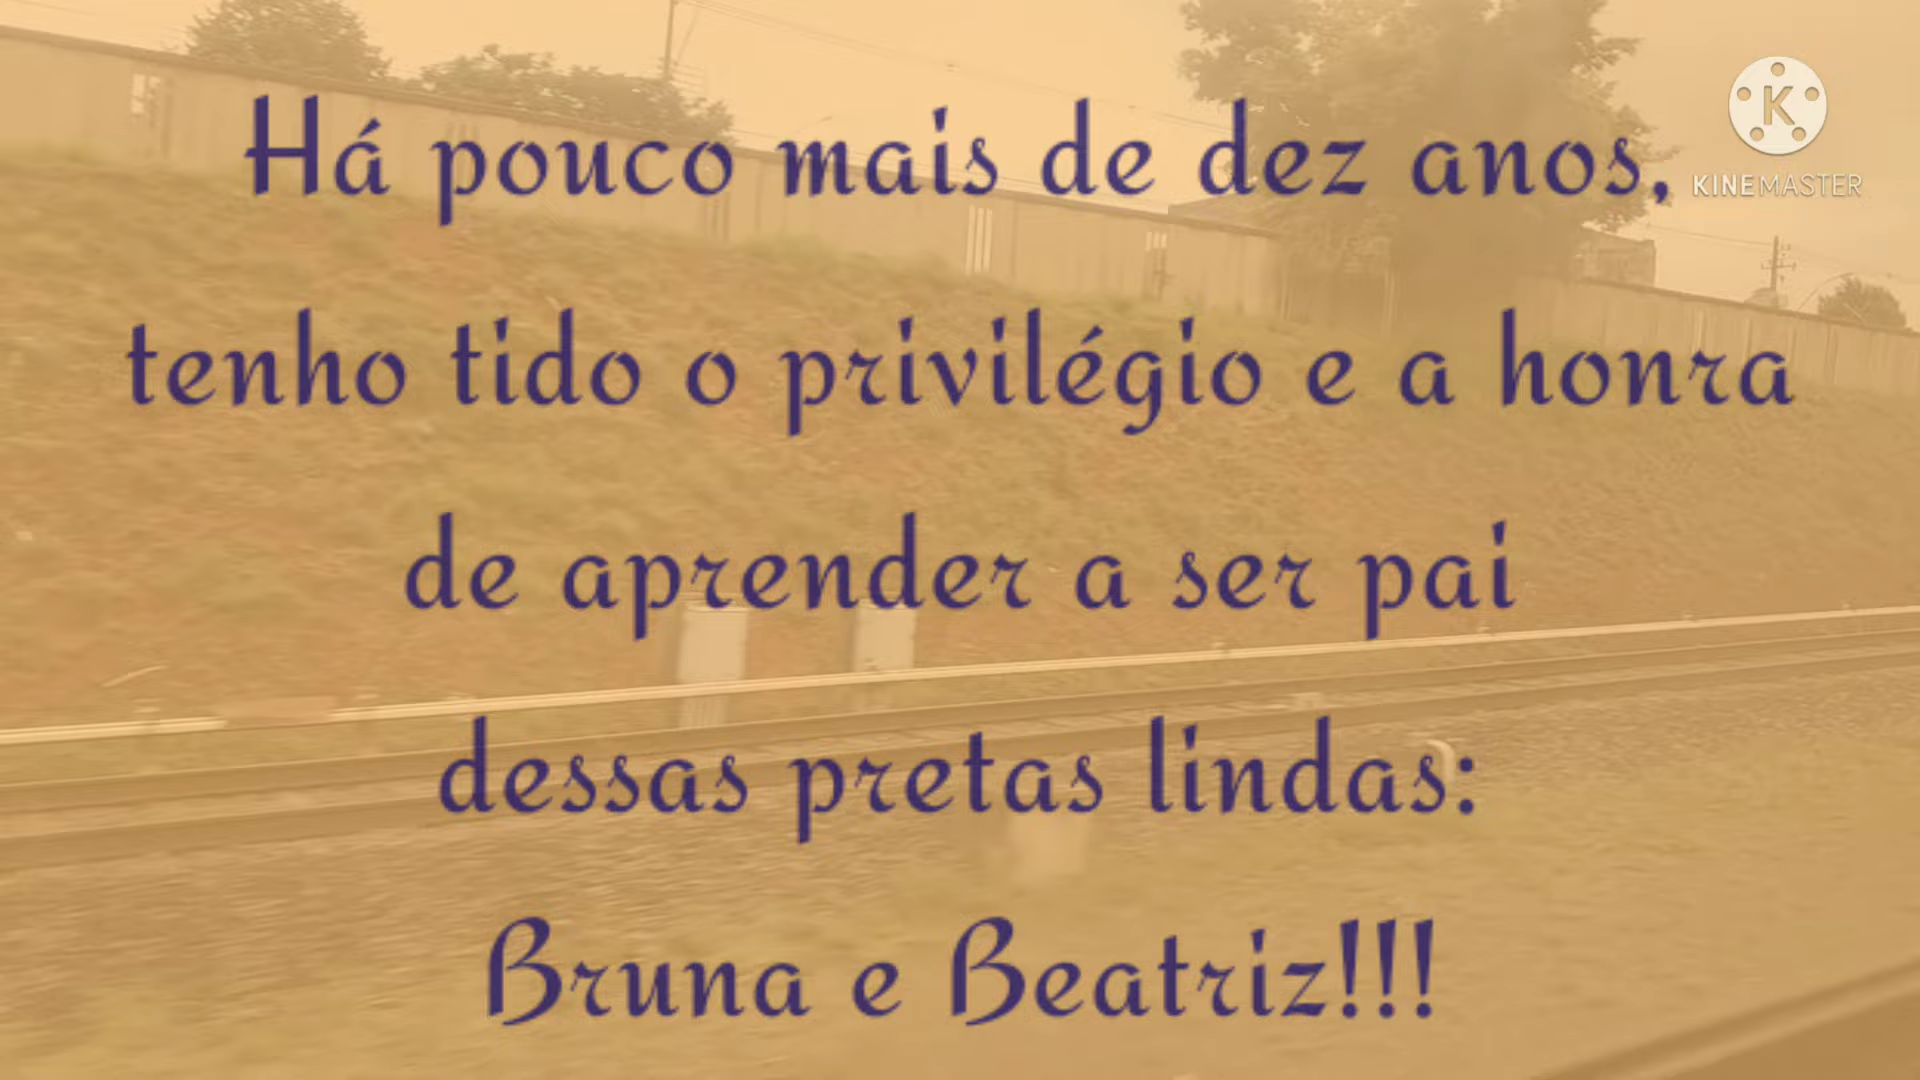 Há pouco mais de dez anos,
K
KINEMASTER
tenho tido o privilégio e a honra
de aprender a ser pai
dessas pretas lindas:
Bruna e Beatriz!!!